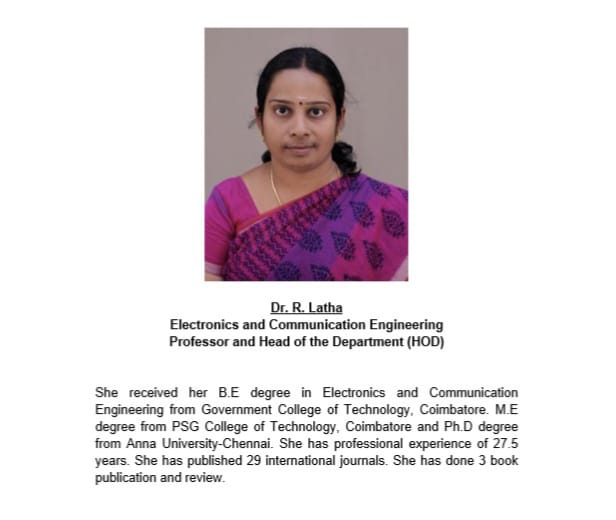 Dr. R. Latha
Electronics and Communication Engineering
Professor and Head of the Department (HOD)
She received her B.E degree in Electronics and Communication
Engineering from Government College of Technology, Coimbatore. M.E
degree from PSG College of Technology, Coimbatore and Ph.D degree
from Anna University-Chennai. She has professional experience of 27.5
years. She has published 29 international journals. She has done 3 book
publication and review.